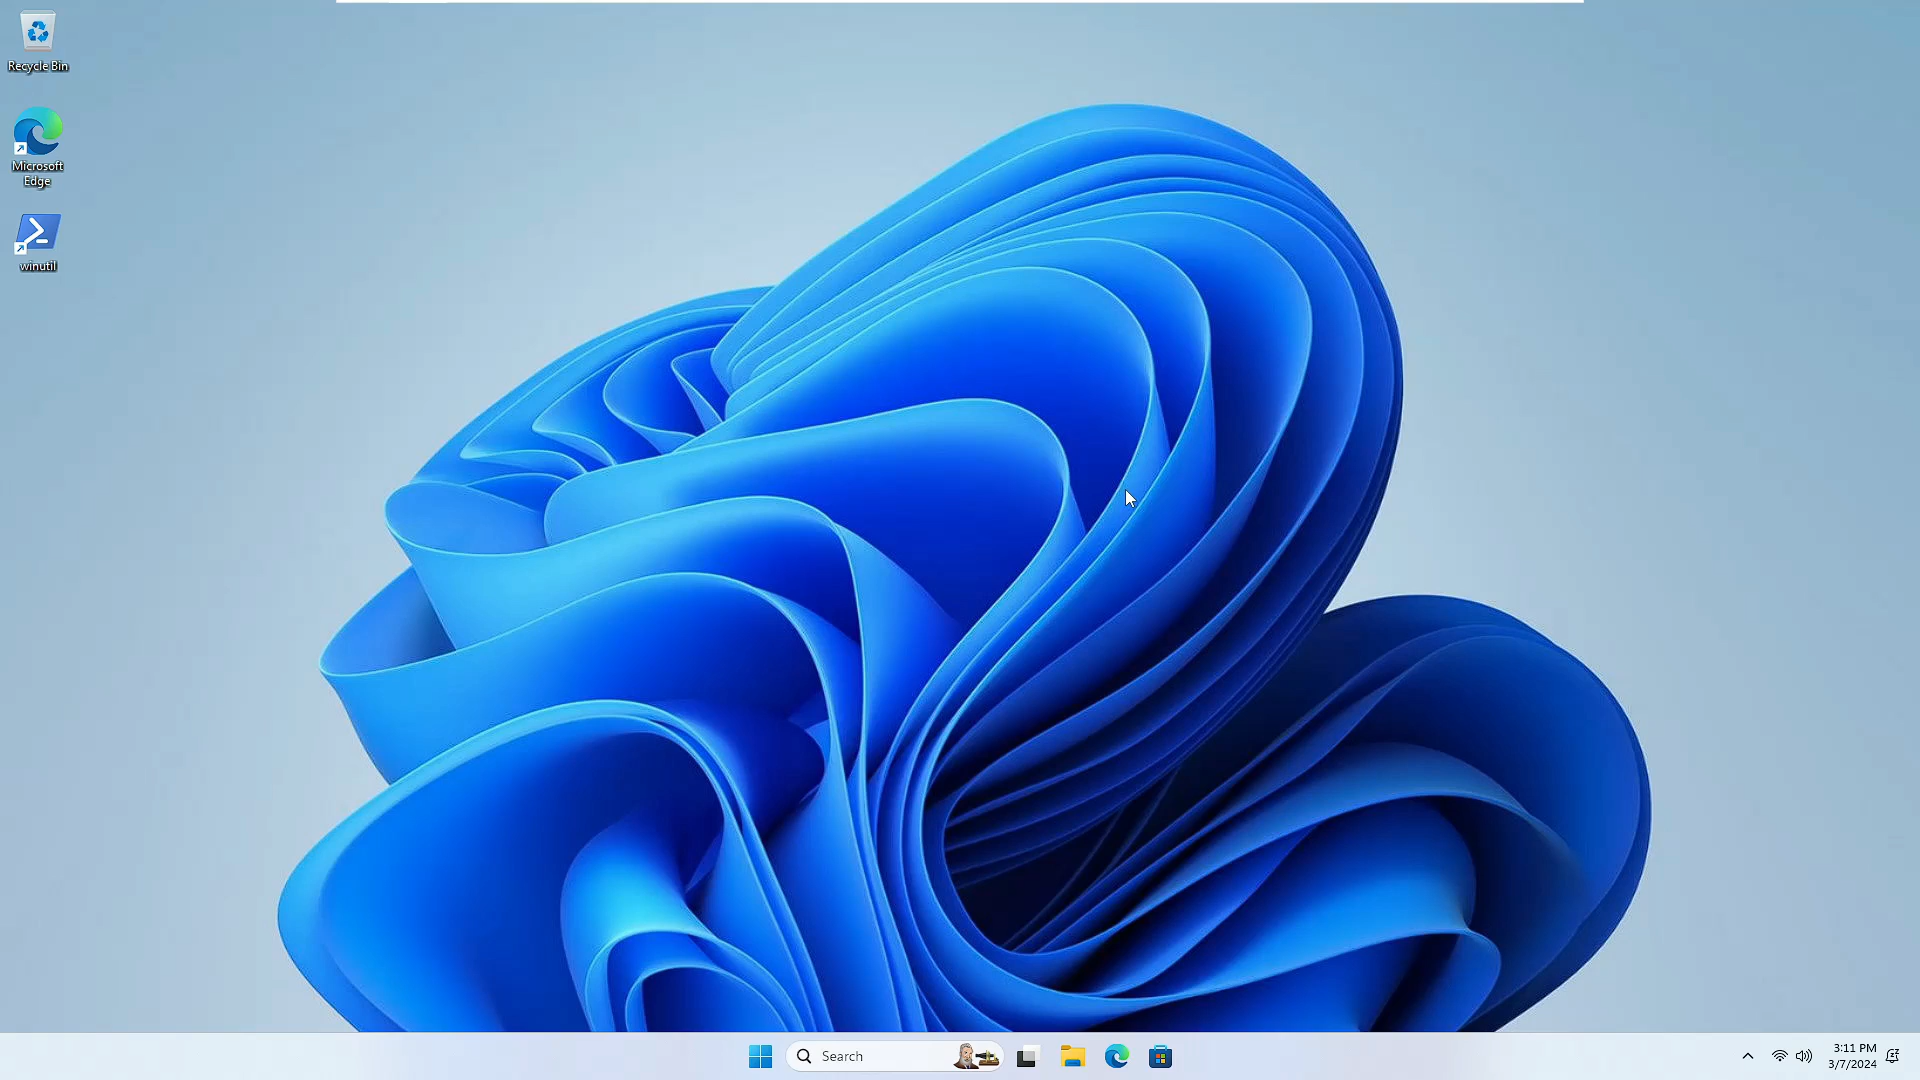 Recycle Bin
Microsoft
Edge
winutil
Search
3:11 PM
3/7/2024